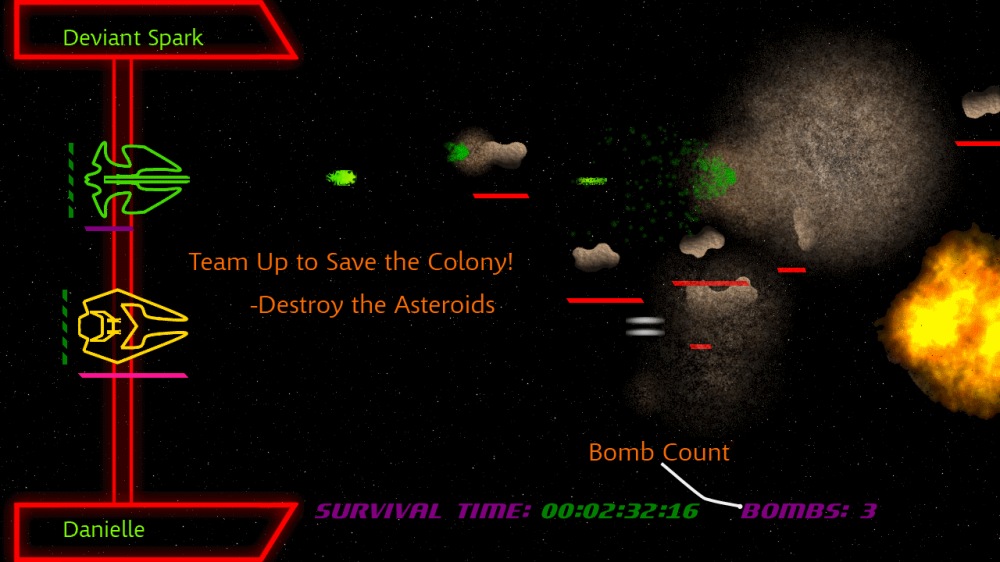 Deviant Spark
Team Up to Save the Colony!
-Destroy the Asteroids
Bomb Count
SURVIVAL TIME: 00:02:32:16 BOMBS: 3
Danielle